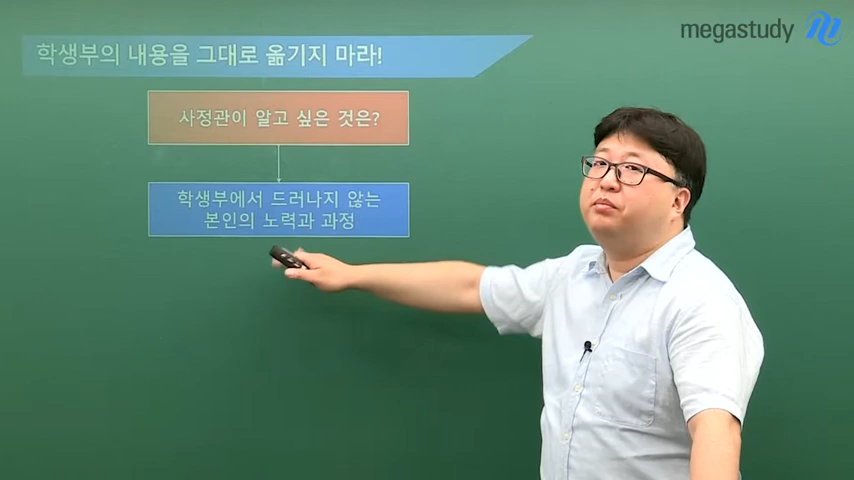 megastudy
학생부의 내용을 그대로 옮기지 마라!
사정관이 알고 싶은 것은?
학생부에서 드러나지 않는
본인의 노력과 과정